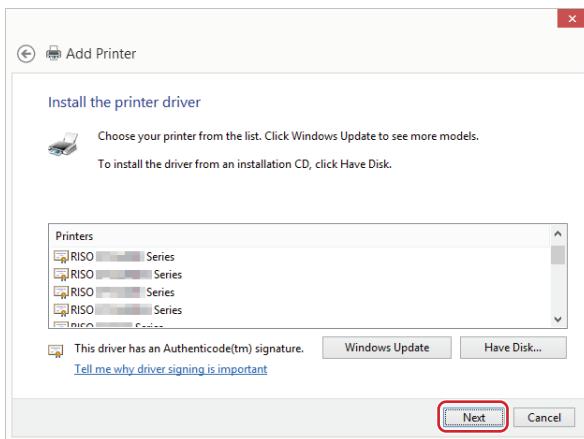 Add Printer
Install the printer driver
Choose your printer from the list. Click Windows Update to see more models.
To install the driver from an installation CD, click Have Disk.
Printers
RISO Series
RISO Series
RISO Series
RISO Series
RISO Series
This driver has an Authenticode(tm) signature.
Windows Update
Have Disk...
Tell me why driver signing is important
Next
Cancel